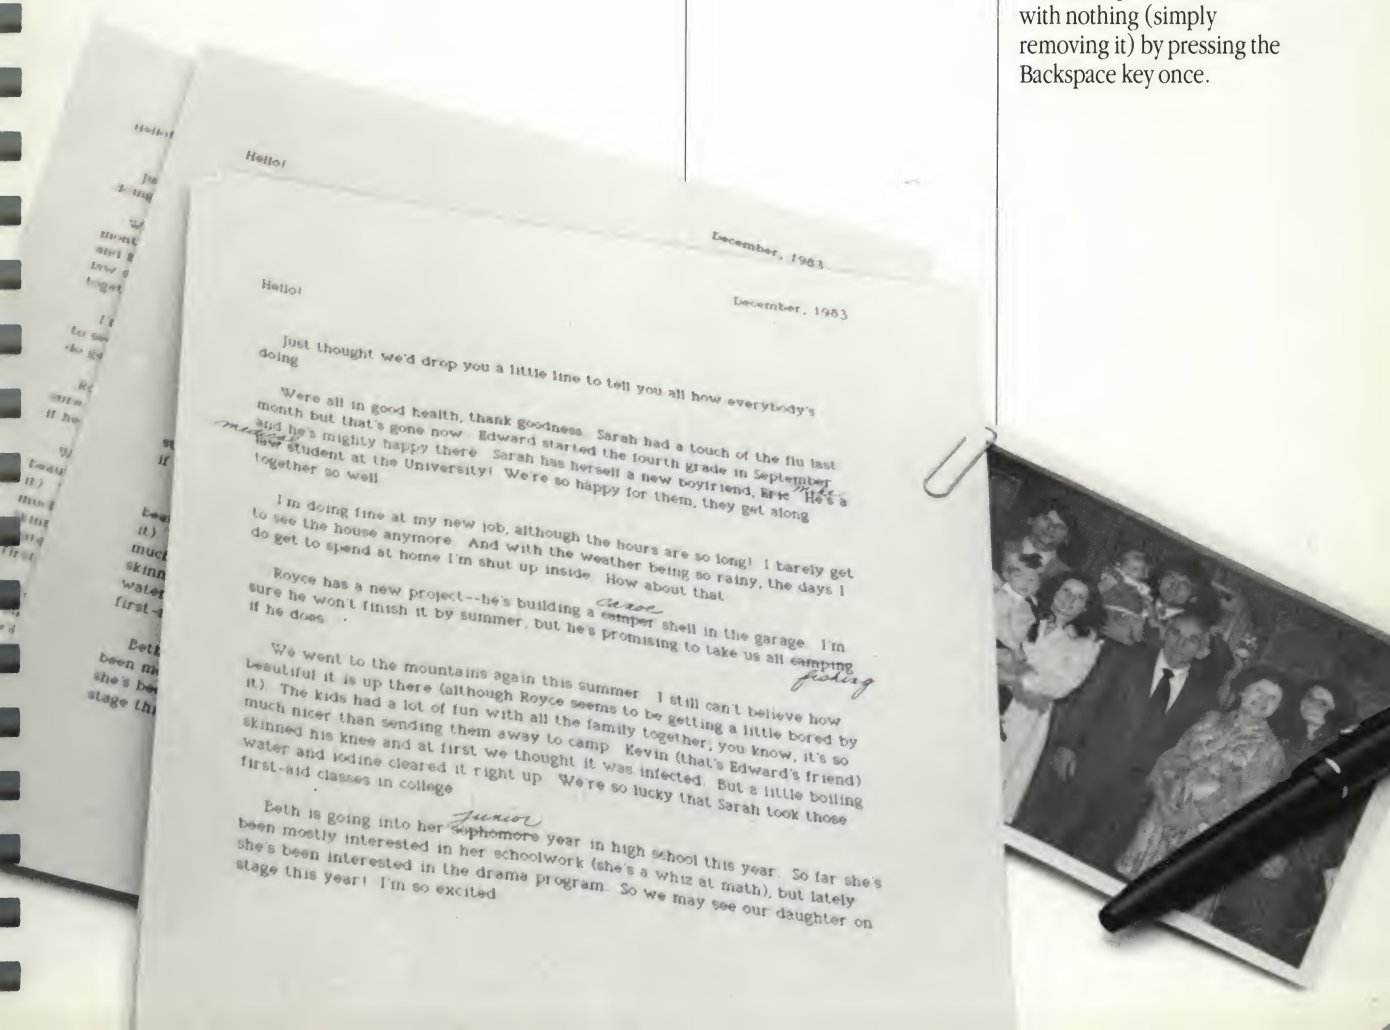 with nothing (simply
removing it) by pressing the
Backspace key once.
Hello!
December, 1983
Hello!
December, 1983
Just thought we'd drop you a little line to tell you all how everybody's
doing
Were all in good health, thank goodness. Sarah had a touch of the flu last
month but that's gone now. Edward started the fourth grade in September
and he's mighty happy there. Sarah has herself a new boyfriend, Eric Mike He's a
medical
law student at the University! We're so happy for them, they get along
together so well
I'm doing fine at my new job, although the hours are so long! I barely get
to see the house anymore. And with the weather being so rainy, the days I
do get to spend at home I'm shut up inside. How about that
canoe
Royce has a new project--he's building a camper shell in the garage. I'm
sure he won't finish it by summer, but he's promising to take us all camping
fishing
if he does.
We went to the mountains again this summer. I still can't believe how
beautiful it is up there (although Royce seems to be getting a little bored by
it). The kids had a lot of fun with all the family together; you know, it's so
much nicer than sending them away to camp. Kevin (that's Edward's friend)
skinned his knee and at first we thought it was infected. But a little boiling
water and iodine cleared it right up. We're so lucky that Sarah took those
first-aid classes in college
junior
Beth is going into her sophomore year in high school this year. So far she's
been mostly interested in her schoolwork (she's a whiz at math), but lately
she's been interested in the drama program. So we may see our daughter on
stage this year! I'm so excited